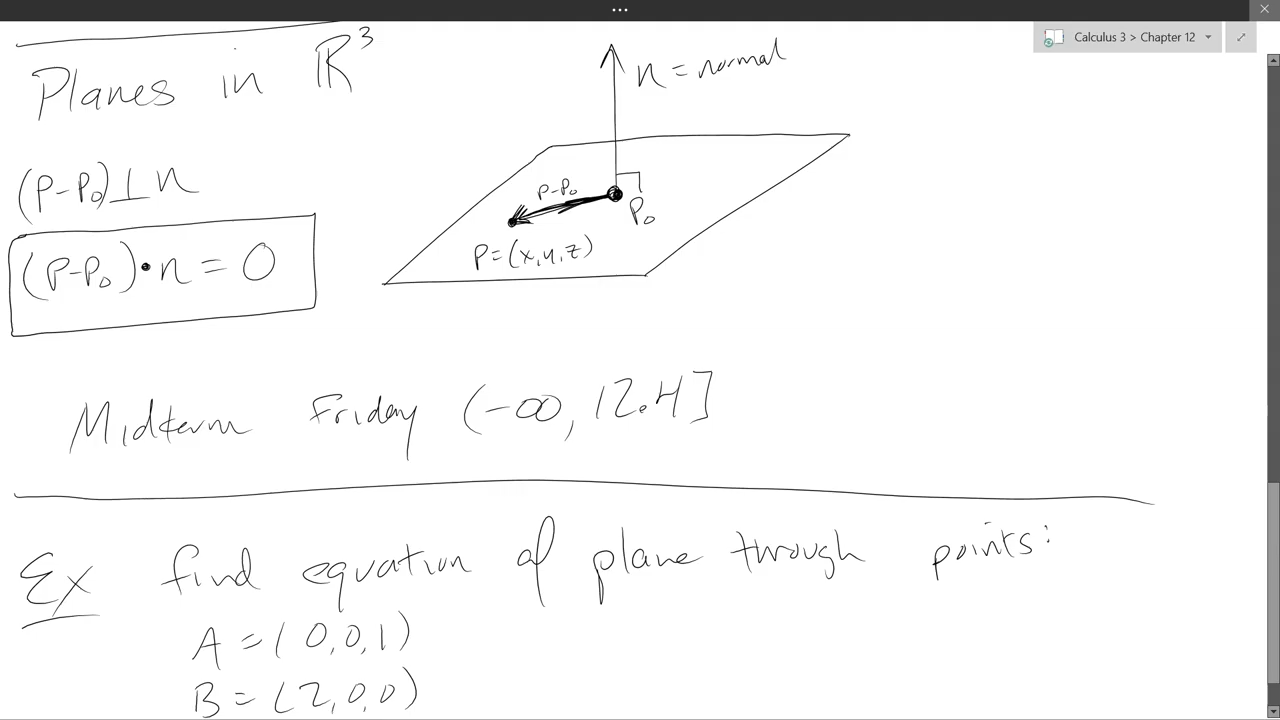 Calculus 3 > Chapter 12
Planes in ℝ³
n = normal
(P-P₀)⊥n
(P-P₀)•n = 0
P-P₀
P₀
P=(x,y,z)
Midterm Friday (-∞, 12.4]
Ex find equation of plane through points:
A = (0,0,1)
B = (2,0,0)